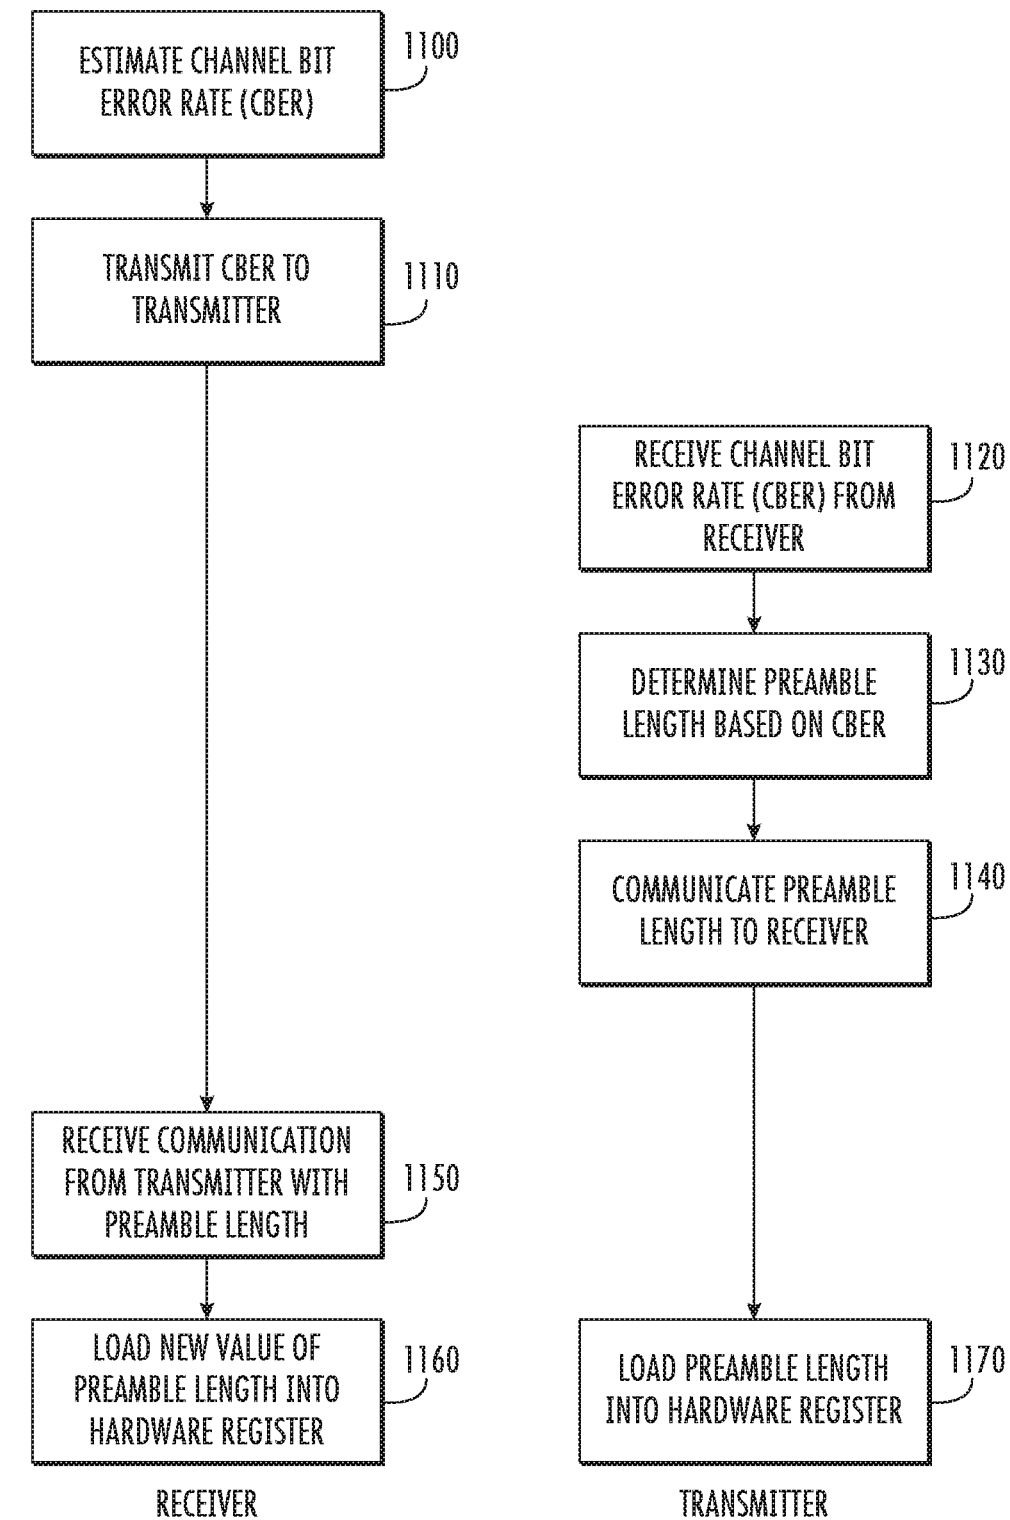 ESTIMATE CHANNEL BIT
ERROR RATE (CBER)
1100
TRANSMIT CBER TO
TRANSMITTER
1110
RECEIVE CHANNEL BIT
ERROR RATE (CBER) FROM
RECEIVER
1120
DETERMINE PREAMBLE
LENGTH BASED ON CBER
1130
COMMUNICATE PREAMBLE
LENGTH TO RECEIVER
1140
RECEIVE COMMUNICATION
FROM TRANSMITTER WITH
PREAMBLE LENGTH
1150
LOAD NEW VALUE OF
PREAMBLE LENGTH INTO
HARDWARE REGISTER
1160
LOAD PREAMBLE LENGTH
INTO HARDWARE REGISTER
1170
RECEIVER
TRANSMITTER